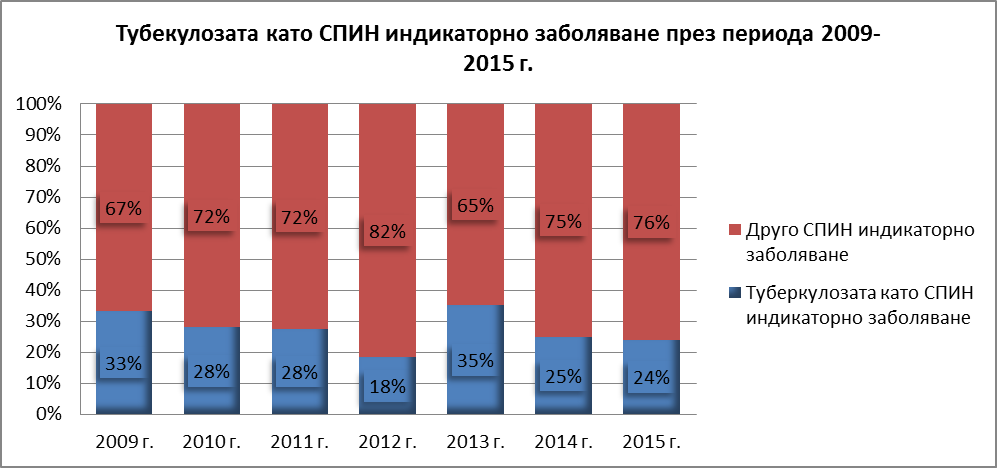 Тубекулозата като СПИН индикаторно заболяване през периода 2009-
2015 г.
100%
90%
80%
70%
60%
50%
40%
30%
20%
10%
0%
67%
72%
72%
82%
65%
75%
76%
33%
28%
28%
18%
35%
25%
24%
2009 г.
2010 г.
2011 г.
2012 г.
2013 г.
2014 г.
2015 г.
Друго СПИН индикаторно
заболяване
Туберкулозата като СПИН
индикаторно заболяване